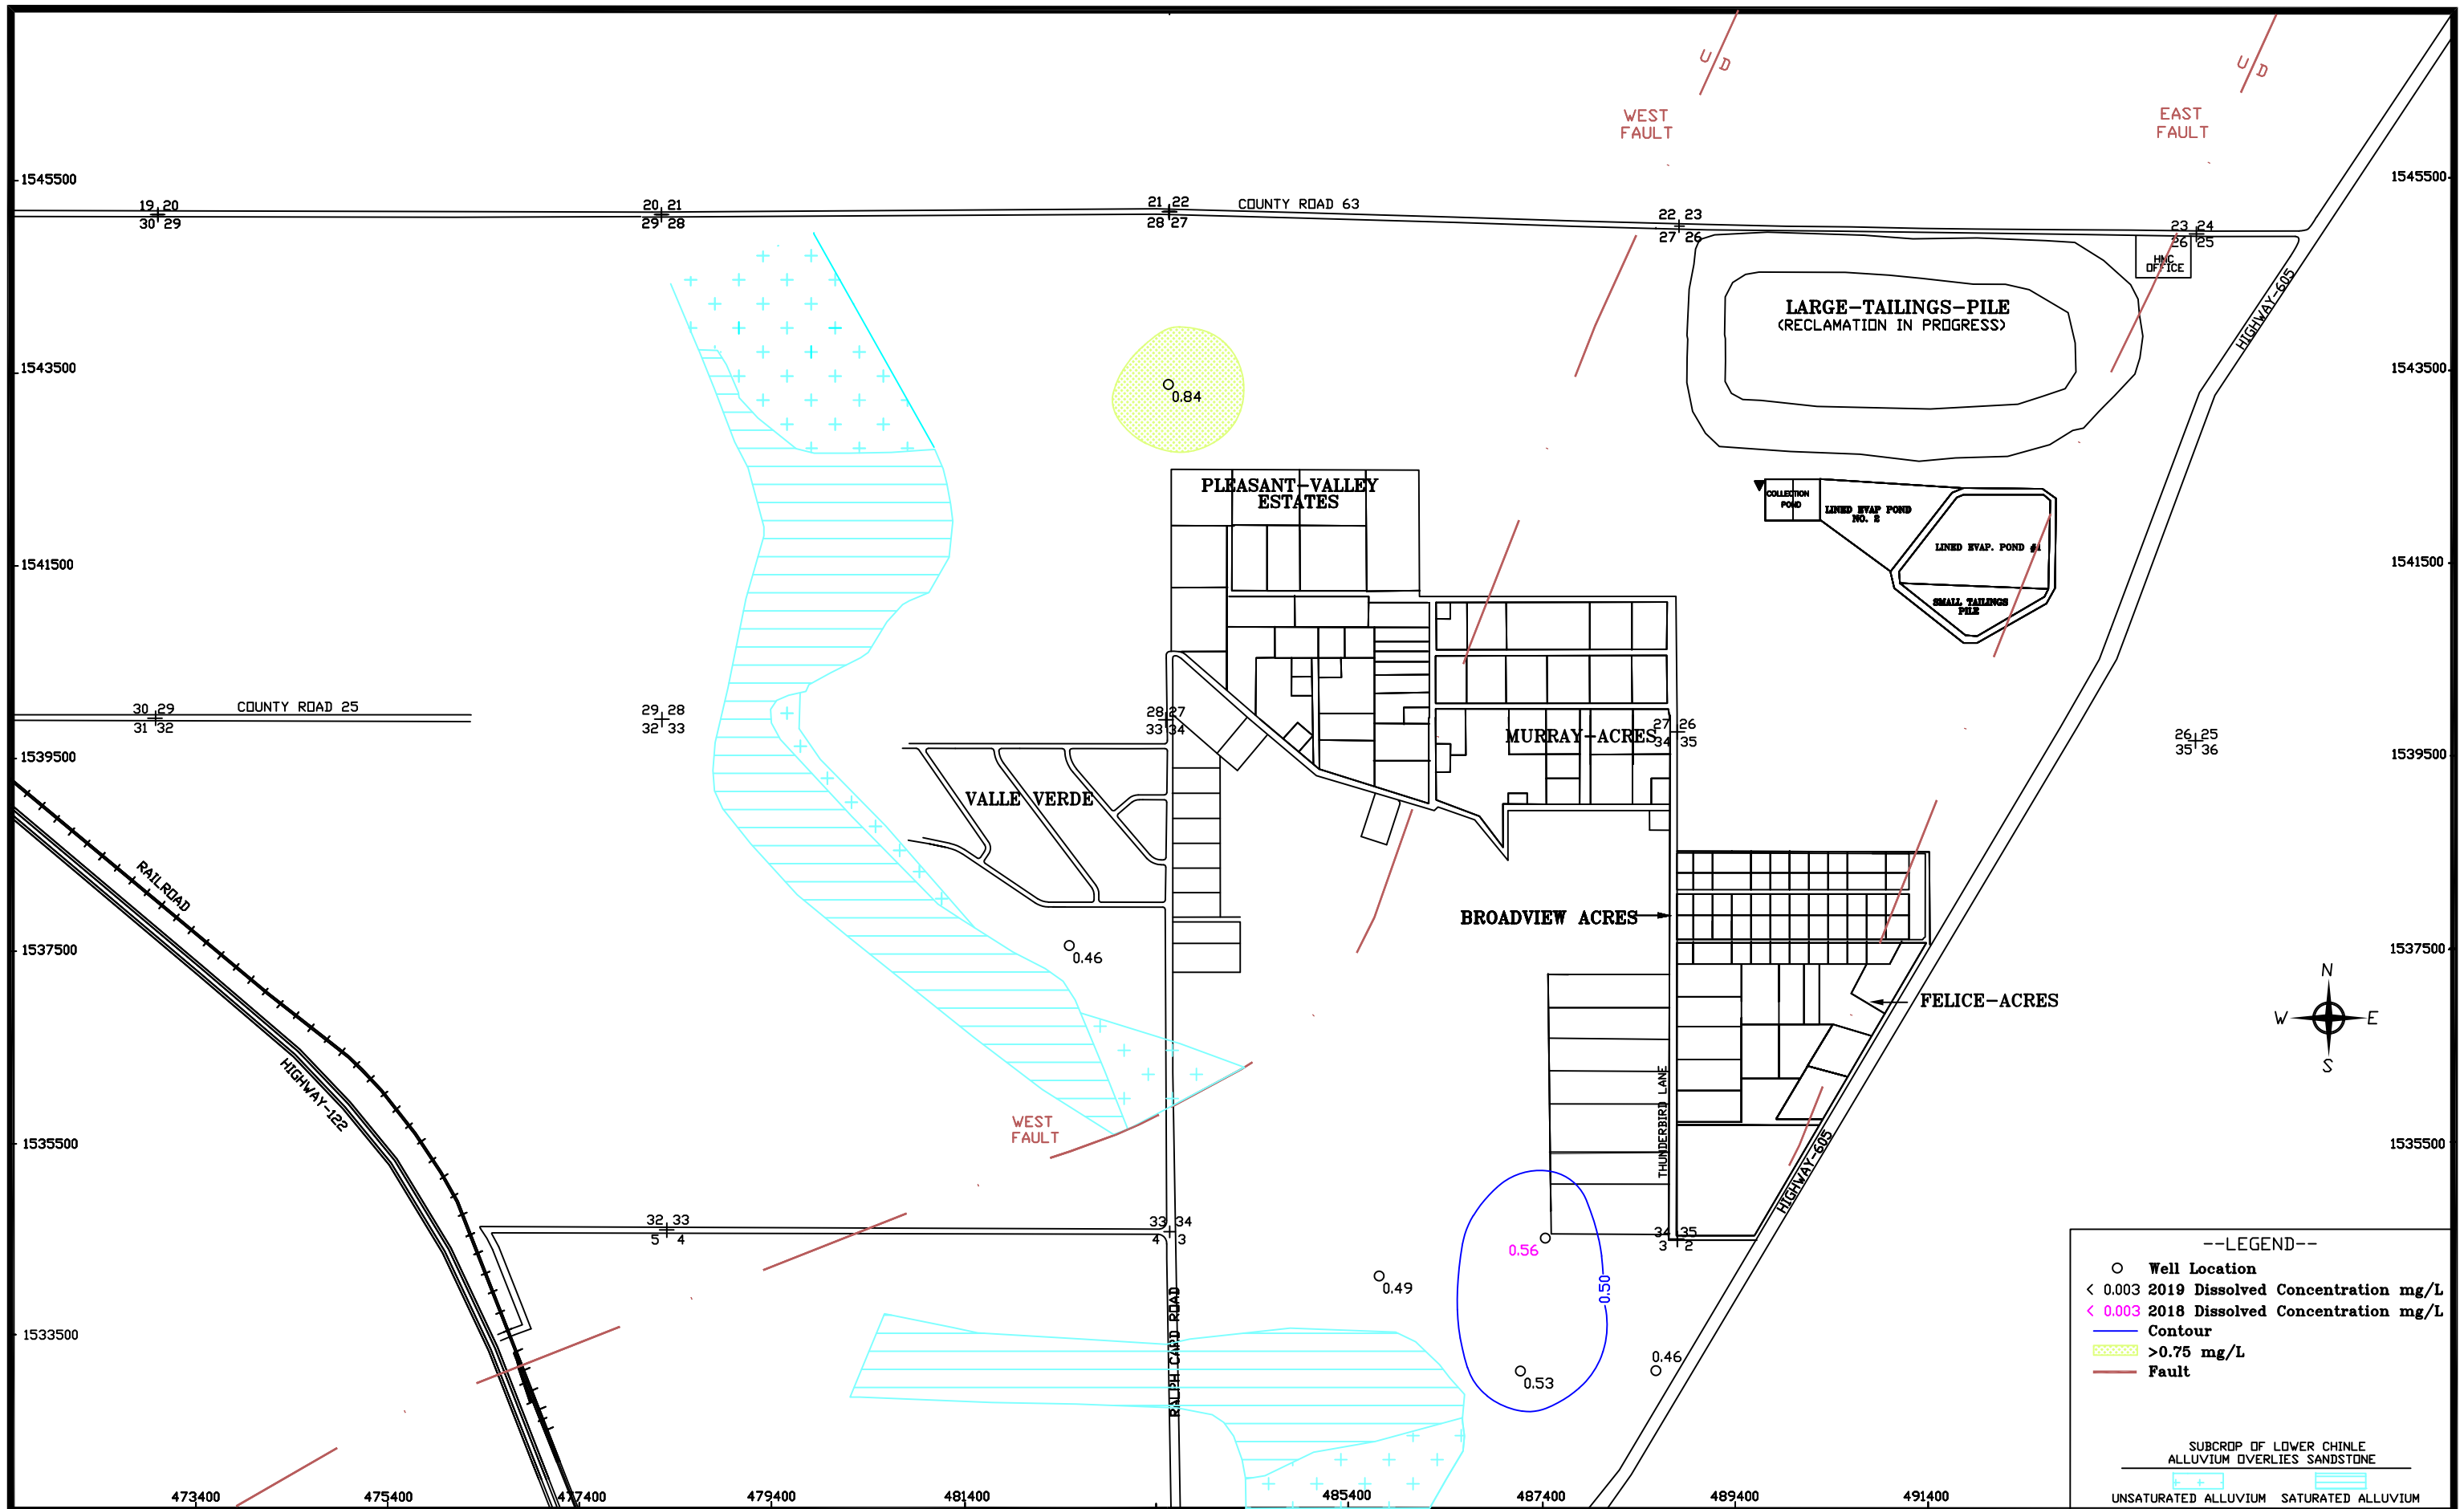 U D
U D
WEST
FAULT
EAST
FAULT
1545500
1545500
19 20
30 29
20 21
29 28
21 22
28 27
COUNTY ROAD 63
22 23
27 26
23 24
26 25
HMC
OFFICE
HIGHWAY-605
LARGE-TAILINGS-PILE
(RECLAMATION IN PROGRESS)
1543500
1543500
0.84
PLEASANT-VALLEY
ESTATES
COLLECTION
POND
LINED EVAP POND
NO. 2
LINED EVAP. POND #1
SMALL TAILINGS
PILE
1541500
1541500
30 29
31 32
COUNTY ROAD 25
29 28
32 33
28 27
33 34
MURRAY-ACRES
27 26
34 35
26 25
35 36
1539500
1539500
VALLE VERDE
RAILROAD
BROADVIEW ACRES
1537500
1537500
0.46
FELICE-ACRES
N
W E
S
HIGHWAY-122
WEST
FAULT
THUNDERBIRD LANE
HIGHWAY-605
1535500
1535500
32 33
5 4
33 34
4 3
34 35
3 2
0.56
0.49
0.50
RALPH CARD ROAD
0.46
0.53
1533500
--LEGEND--
Well Location
< 0.003 2019 Dissolved Concentration mg/L
< 0.003 2018 Dissolved Concentration mg/L
Contour
>0.75 mg/L
Fault
SUBCROP OF LOWER CHINLE
ALLUVIUM OVERLIES SANDSTONE
UNSATURATED ALLUVIUM SATURATED ALLUVIUM
473400
475400
477400
479400
481400
485400
487400
489400
491400